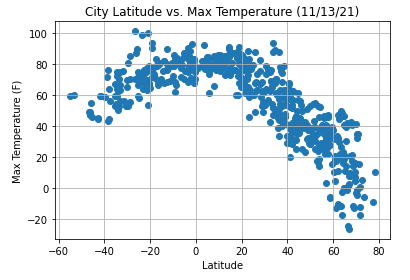 City Latitude vs. Max Temperature (11/13/21)
Max Temperature (F)
100
80
60
40
20
0
−20
−60 −40 −20 0 20 40 60 80
Latitude